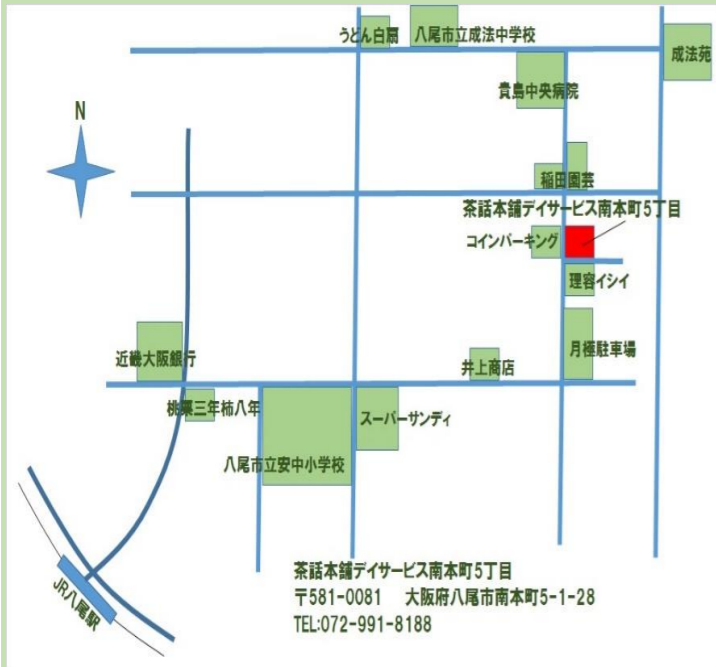 うどん白扇
八尾市立成法中学校
成法苑
貴島中央病院
N
稲田園芸
茶話本舗デイサービス南本町5丁目
コインパーキング
理容イシイ
近畿大阪銀行
井上商店
月極駐車場
桃栗三年柿八年
スーパーサンディ
八尾市立安中小学校
JR八尾駅
茶話本舗デイサービス南本町5丁目
〒581-0081 大阪府八尾市南本町5-1-28
TEL:072-991-8188